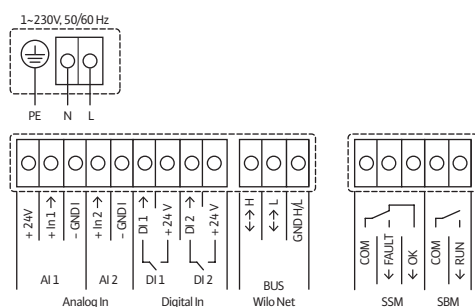 1~230V, 50/60 Hz
PE N L
+ 24V
+ In 1 →
- GND I
+ In 2 →
- GND I
DI 1 →
+ 24 V
DI 2 →
+ 24 V
<-> H
<-> L
GND H/L
COM
← FAULT
← OK
COM
← RUN
AI 1 AI 2 DI 1 DI 2 BUS
Analog In Digital In Wilo Net SSM SBM